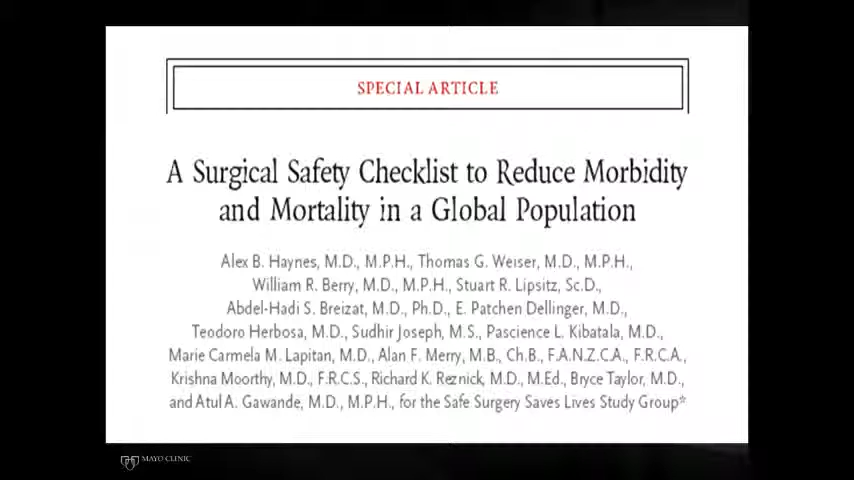 SPECIAL ARTICLE
A Surgical Safety Checklist to Reduce Morbidity
and Mortality in a Global Population
Alex B. Haynes, M.D., M.P.H., Thomas G. Weiser, M.D., M.P.H.,
William R. Berry, M.D., M.P.H., Stuart R. Lipsitz, Sc.D.,
Abdel-Hadi S. Breizat, M.D., Ph.D., E. Patchen Dellinger, M.D.,
Teodoro Herbosa, M.D., Sudhir Joseph, M.S., Pascience L. Kibatala, M.D.,
Marie Carmela M. Lapitan, M.D., Alan F. Merry, M.B., Ch.B., F.A.N.Z.C.A., F.R.C.A.,
Krishna Moorthy, M.D., F.R.C.S., Richard K. Reznick, M.D., M.Ed., Bryce Taylor, M.D.,
and Atul A. Gawande, M.D., M.P.H., for the Safe Surgery Saves Lives Study Group*
MAYO CLINIC